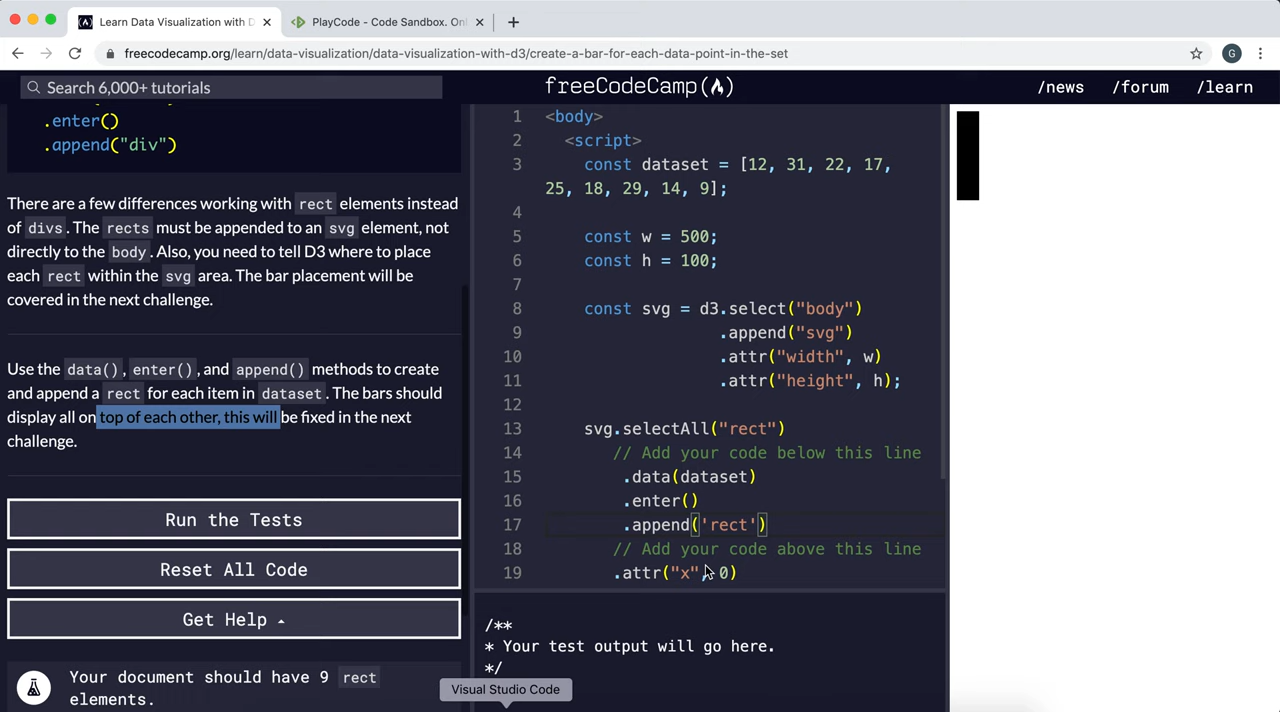 Learn Data Visualization with D
PlayCode - Code Sandbox. Onl
freecodecamp.org/learn/data-visualization/data-visualization-with-d3/create-a-bar-for-each-data-point-in-the-set
G
Search 6,000+ tutorials
freeCodeCamp
/news
/forum
/learn
.enter()
.append("div")
There are a few differences working with rect elements instead
of divs. The rects must be appended to an svg element, not
directly to the body. Also, you need to tell D3 where to place
each rect within the svg area. The bar placement will be
covered in the next challenge.
Use the data(), enter(), and append() methods to create
and append a rect for each item in dataset. The bars should
display all on top of each other, this will be fixed in the next
challenge.
Run the Tests
Reset All Code
Get Help
Your document should have 9 rect
elements.
1 <body>
2 <script>
3 const dataset = [12, 31, 22, 17,
25, 18, 29, 14, 9];
4
5 const w = 500;
6 const h = 100;
7
8 const svg = d3.select("body")
9 .append("svg")
10 .attr("width", w)
11 .attr("height", h);
12
13 svg.selectAll("rect")
14 // Add your code below this line
15 .data(dataset)
16 .enter()
17 .append('rect')
18 // Add your code above this line
19 .attr("x", 0)
/**
* Your test output will go here.
*/
Visual Studio Code